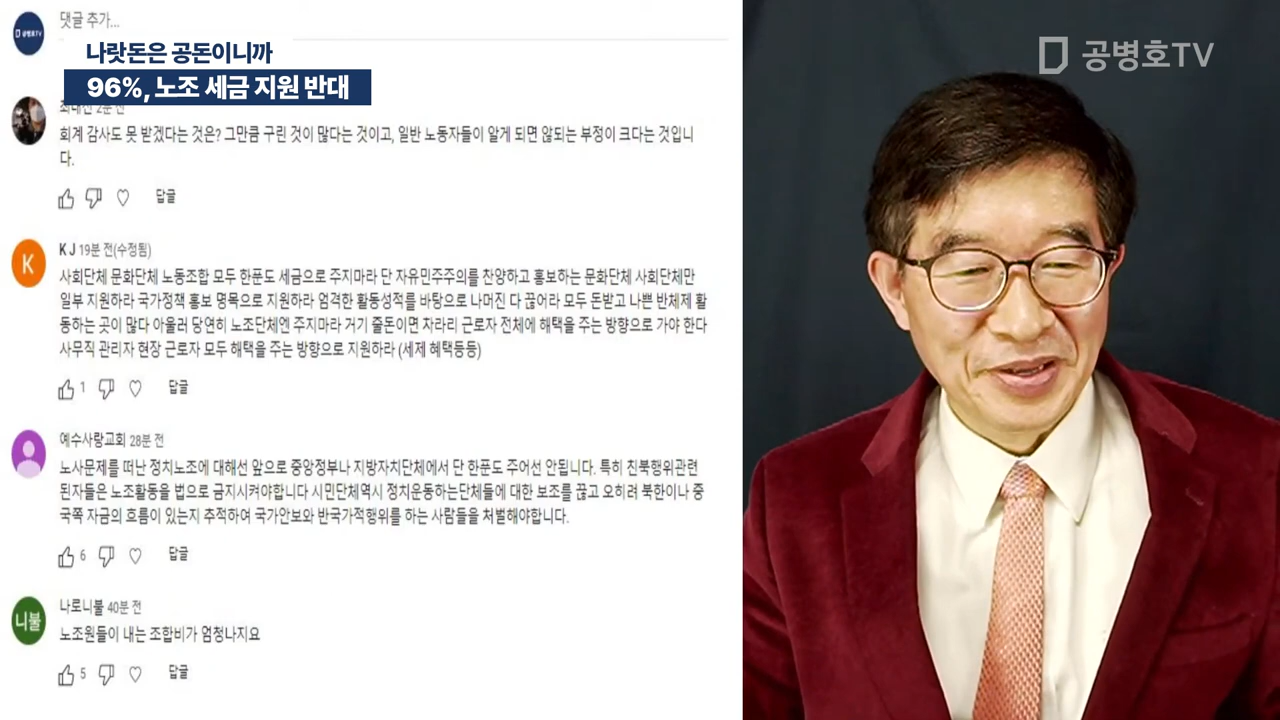 댓글 추가...
나랏돈은 공돈이니까
96%, 노조 세금 지원 반대
공병호TV
회계 감사도 못 받겠다는 것은? 그만큼 구린 것이 많다는 것이고, 일반 노동자들이 알게 되면 않되는 부정이 크다는 것입니
다.
답글
K
K J 19분 전(수정됨)
사회단체 문화단체 노동조합 모두 한푼도 세금으로 주지마라 단 자유민주주의를 찬양하고 홍보하는 문화단체 사회단체만
일부 지원하라 국가정책 홍보 명목으로 지원하라 엄격한 활동성적를 바탕으로 나머진 다 끊어라 모두 돈받고 나쁜 반체제 활
동하는 곳이 많다 아울러 당연히 노조단체엔 주지마라 거기 줄돈이면 차라리 근로자 전체에 해택을 주는 방향으로 가야 한다
사무직 관리자 현장 근로자 모두 해택을 주는 방향으로 지원하라 (세제 혜택등등)
1 답글
예수사랑교회 28분 전
노사문제를 떠난 정치노조에 대해선 앞으로 중앙정부나 지방자치단체에서 단 한푼도 주어선 안됩니다. 특히 친북행위관련
된자들은 노조활동을 법으로 금지시켜야합니다 시민단체역시 정치운동하는단체들에 대한 보조를 끊고 오히려 북한이나 중
국쪽 자금의 흐름이 있는지 추적하여 국가안보와 반국가적행위를 하는 사람들을 처벌해야합니다.
6 답글
니불
나로니불 40분 전
노조원들이 내는 조합비가 엄청나지요
5 답글